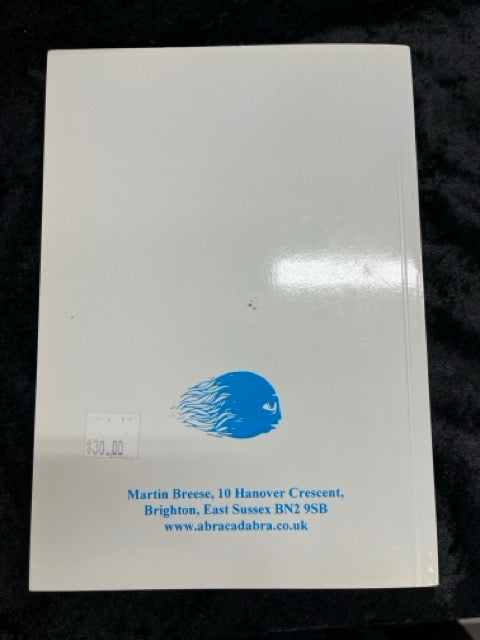 $30.00
Martin Breese, 10 Hanover Crescent,
Brighton, East Sussex BN2 9SB
www.abracadabra.co.uk